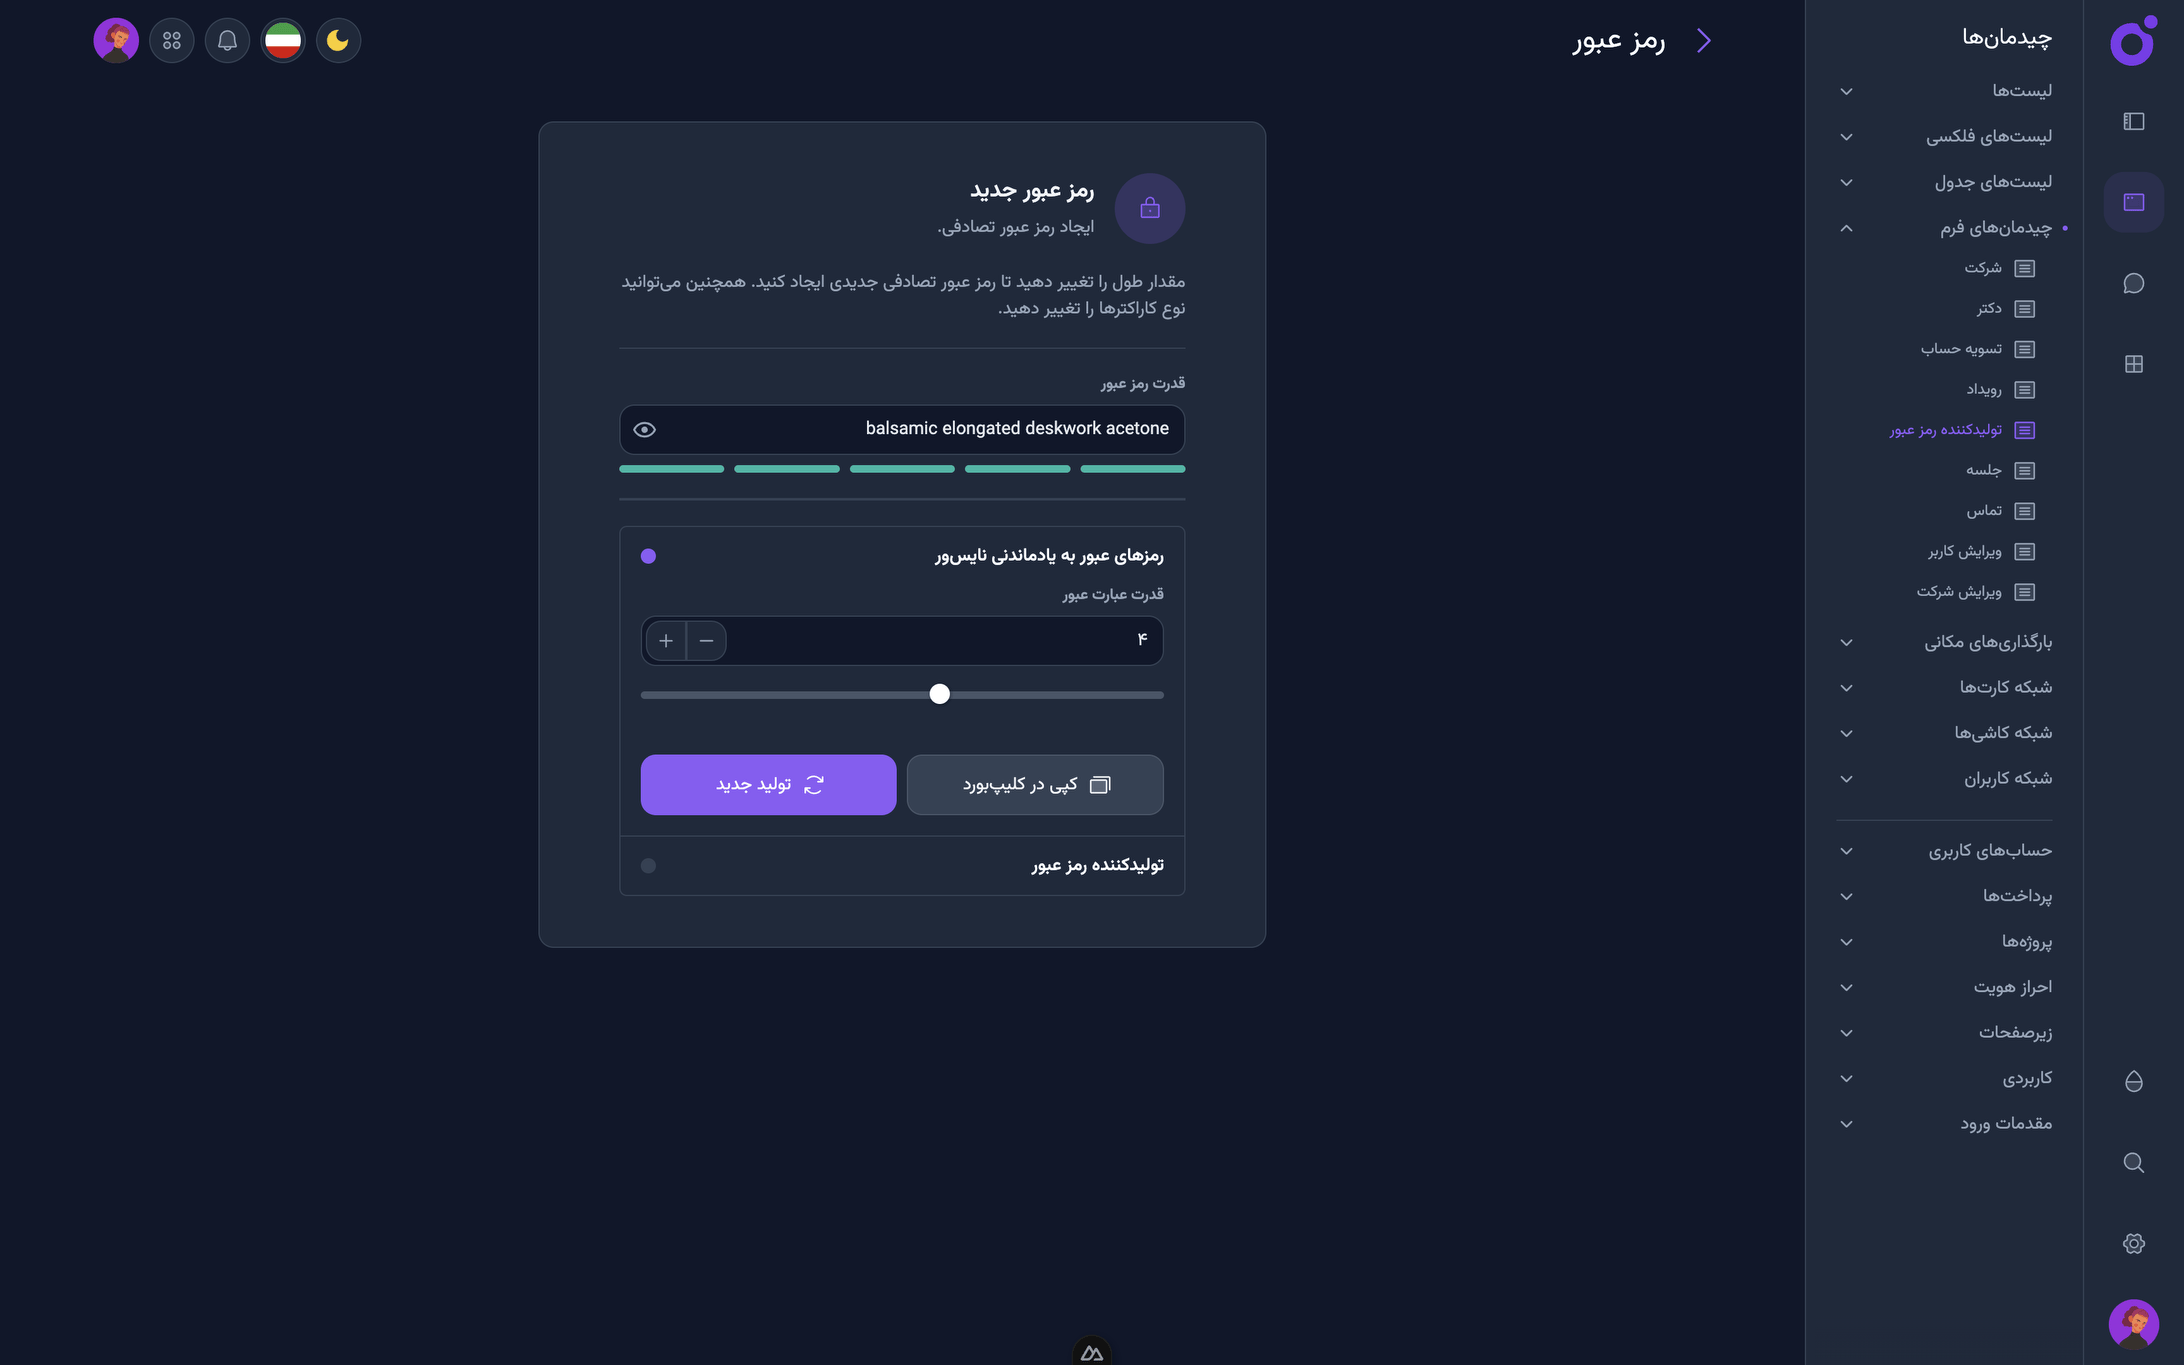 چیدمان‌ها
لیست‌ها
لیست‌های فلکسی
لیست‌های جدول
چیدمان‌های فرم
شرکت
دکتر
تسویه حساب
رویداد
تولیدکننده رمز عبور
جلسه
تماس
ویرایش کاربر
ویرایش شرکت
بارگذاری‌های مکانی
شبکه کارت‌ها
شبکه کاشی‌ها
شبکه کاربران
حساب‌های کاربری
پرداخت‌ها
پروژه‌ها
احراز هویت
زیرصفحات
کاربردی
مقدمات ورود
رمز عبور
رمز عبور جدید
ایجاد رمز عبور تصادفی.
مقدار طول را تغییر دهید تا رمز عبور تصادفی جدیدی ایجاد کنید. همچنین می‌توانید
نوع کاراکترها را تغییر دهید.
قدرت رمز عبور
balsamic elongated deskwork acetone
رمزهای عبور به یادماندنی نایس‌ور
قدرت عبارت عبور
۴
کپی در کلیپ‌بورد
تولید جدید
تولیدکننده رمز عبور